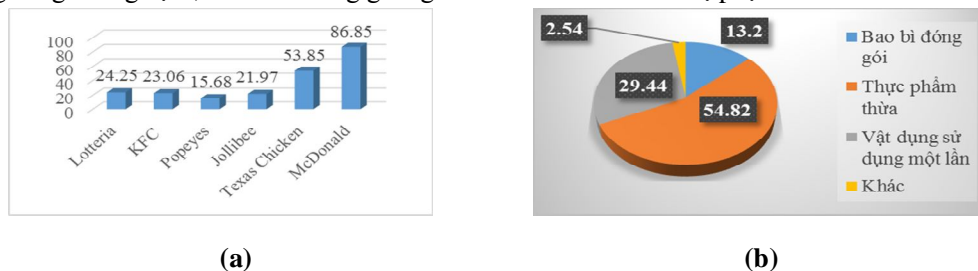 100
80
60
40
20
0
24.25 23.06 15.68 21.97 53.85 86.85
Lotteria KFC Popeyes Jollibee Texas Chicken McDonald
2.54 13.2
29.44
54.82
Bao bì đóng
gói
Thực phẩm
thừa
Vật dụng sử
dụng một lần
Khác
(a) (b)